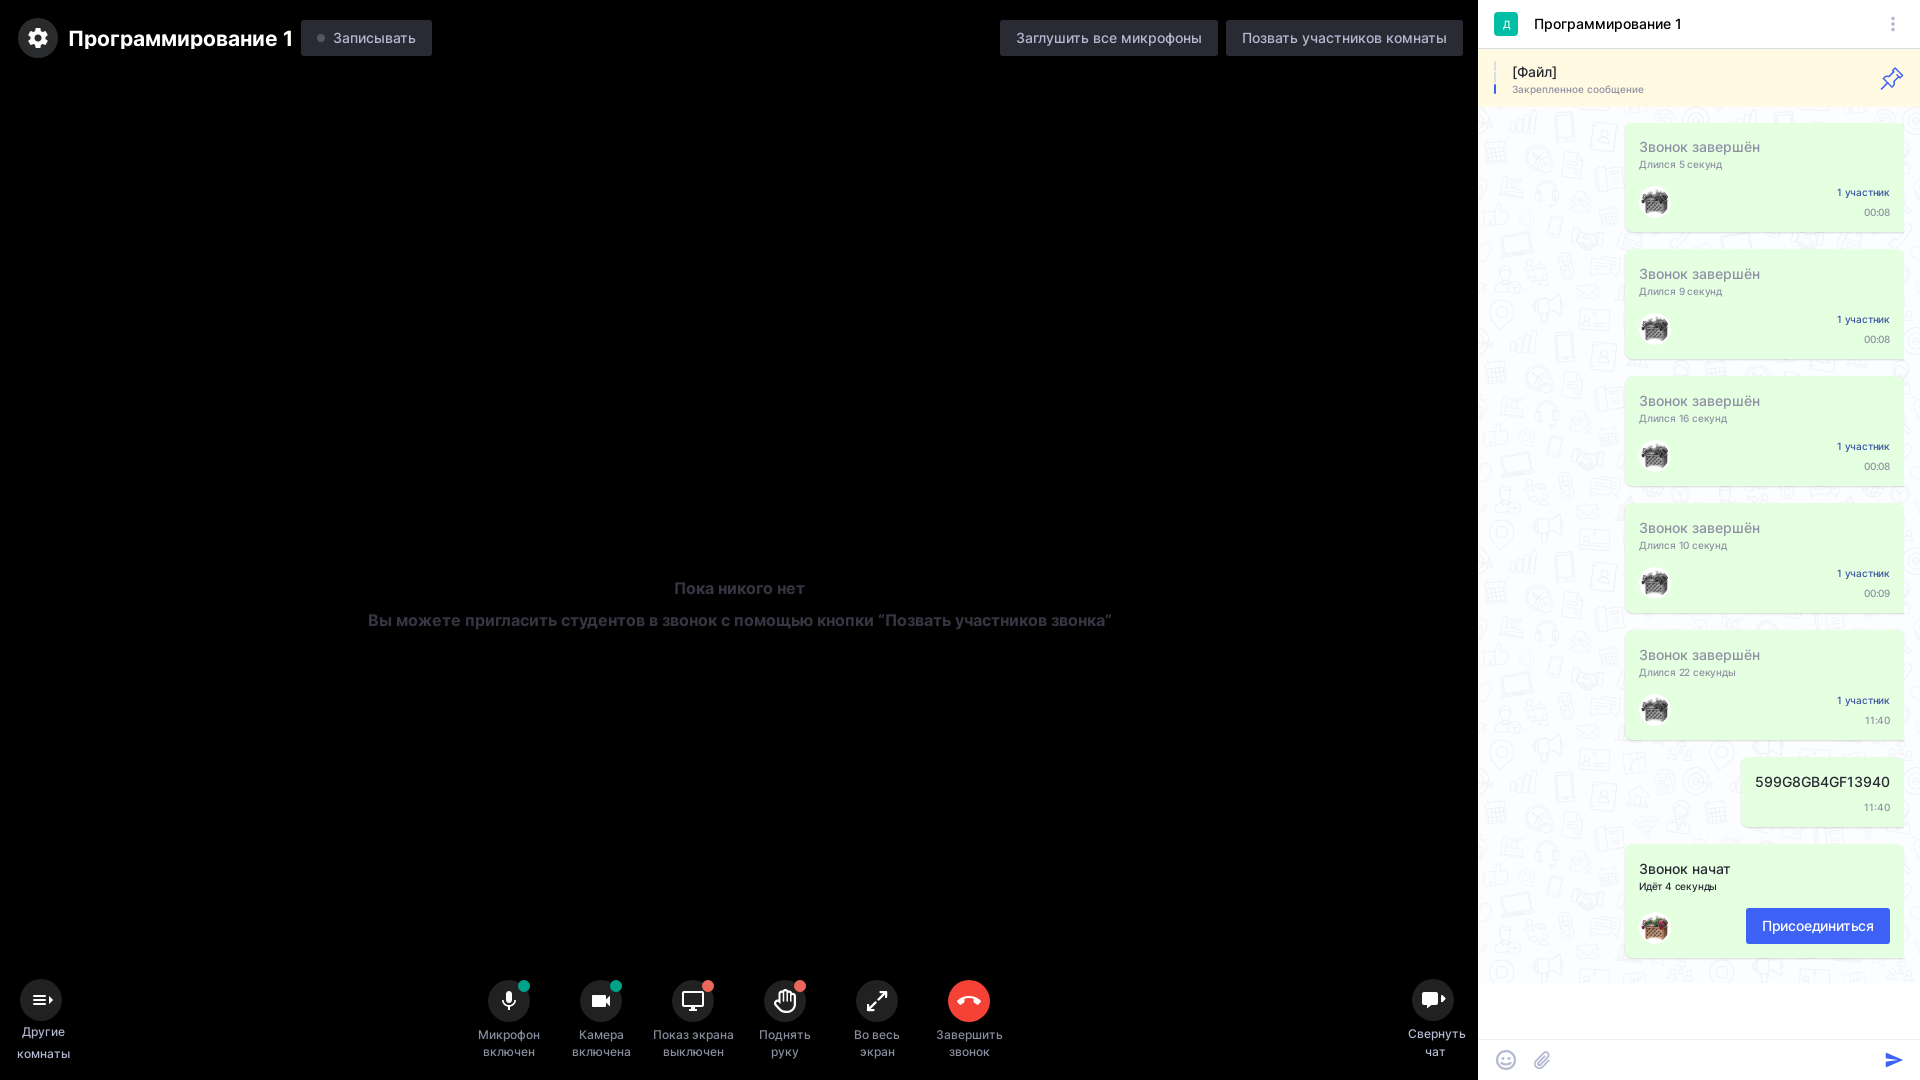 Программирование 1
Записывать
Заглушить все микрофоны
Позвать участников комнаты
Пока никого нет
Вы можете пригласить студентов в звонок с помощью кнопки “Позвать участников звонка”
Другие
комнаты
Микрофон
включен
Камера
включена
Показ экрана
выключен
Поднять
руку
Во весь
экран
Завершить
звонок
Свернуть
чат
Д
Программирование 1
[Файл]
Закрепленное сообщение
Звонок завершён
Длился 5 секунд
1 участник
00:08
Звонок завершён
Длился 9 секунд
1 участник
00:08
Звонок завершён
Длился 16 секунд
1 участник
00:08
Звонок завершён
Длился 10 секунд
1 участник
00:09
Звонок завершён
Длился 22 секунды
1 участник
11:40
599G8GB4GF13940
11:40
Звонок начат
Идёт 4 секунды
Присоединиться